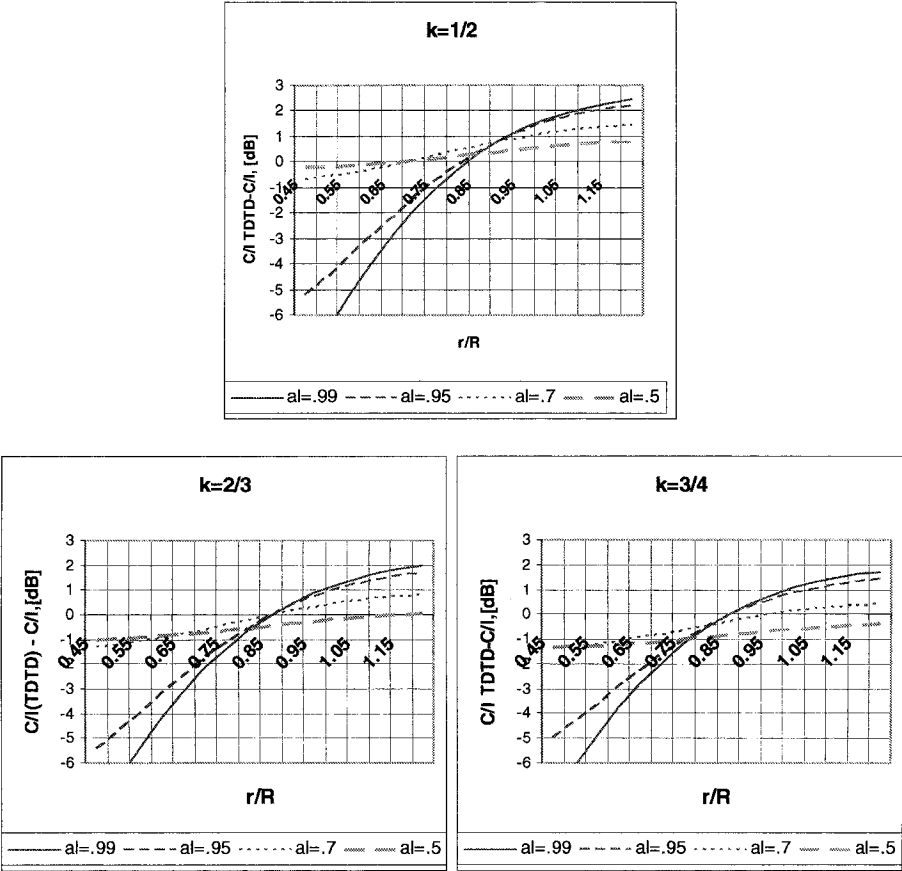 k=1/2
C/I TDTD-C/I, [dB]
3
2
1
0
-1
-2
-3
-4
-5
-6
0.45 0.55 0.65 0.75 0.85 0.95 1.05 1.15
r/R
al=.99 al=.95 al=.7 al=.5
k=2/3
C/I(TDTD) - C/I,[dB]
3
2
1
0
-1
-2
-3
-4
-5
-6
0.45 0.55 0.65 0.75 0.85 0.95 1.05 1.15
r/R
al=.99 al=.95 al=.7 al=.5
k=3/4
C/I TDTD-C/I,[dB]
3
2
1
0
-1
-2
-3
-4
-5
-6
0.45 0.55 0.65 0.75 0.85 0.95 1.05 1.15
r/R
al=.99 al=.95 al=.7 al=.5